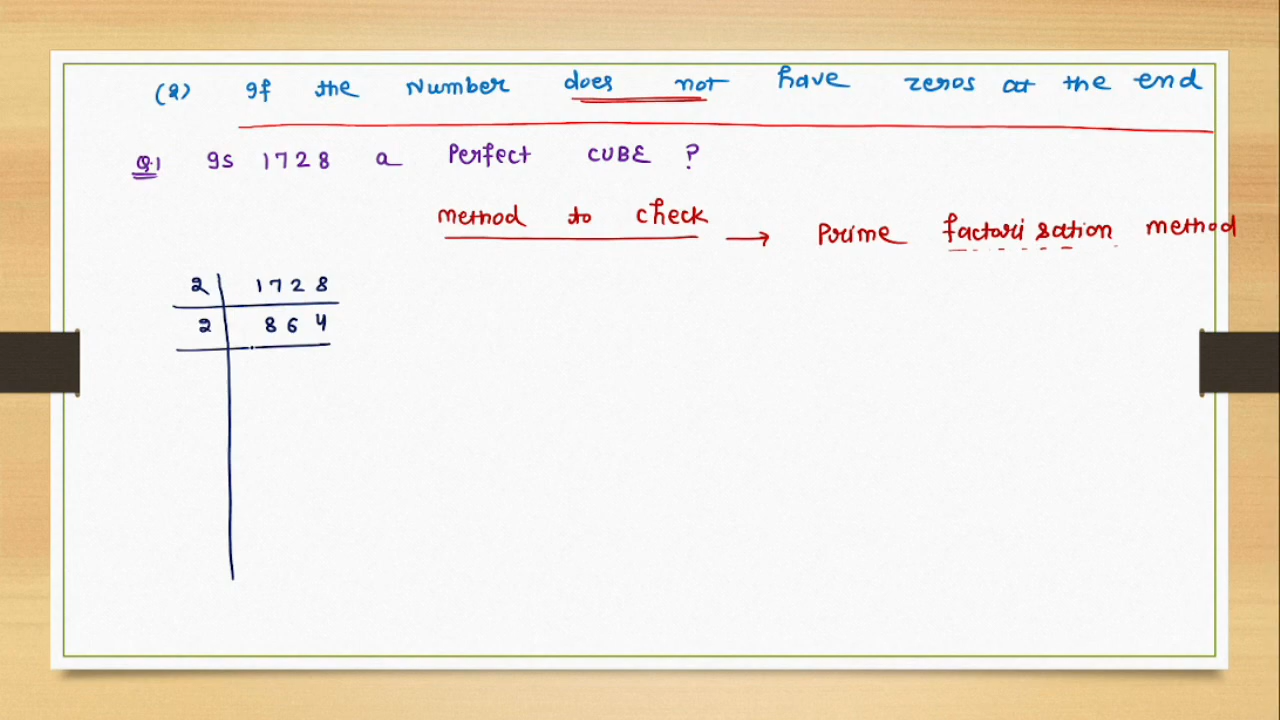 (2) If the Number does not have zeros at the end
Q.1 Is 1728 a Perfect CUBE ?
method to check → Prime factorisation method
2 | 1728
2 | 864